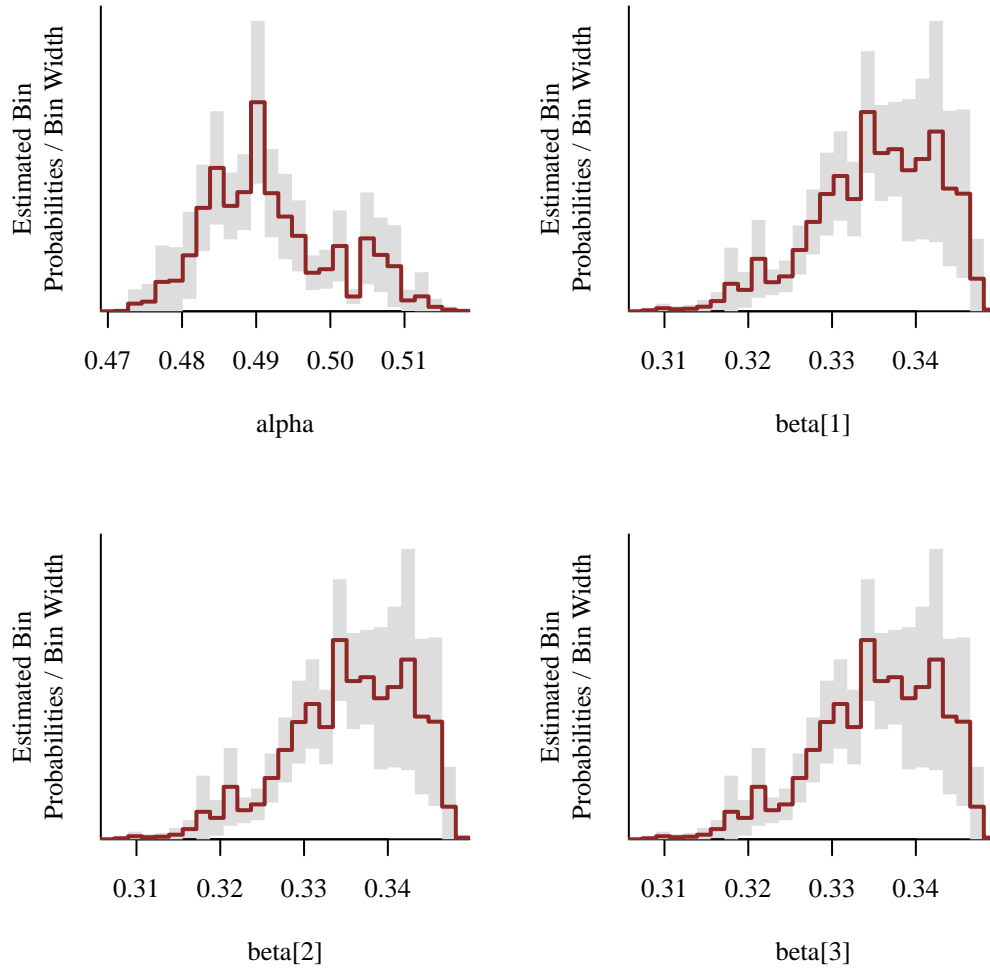 Estimated Bin
Probabilities / Bin Width
0.47 0.48 0.49 0.50 0.51
alpha
Estimated Bin
Probabilities / Bin Width
0.31 0.32 0.33 0.34
beta[1]
Estimated Bin
Probabilities / Bin Width
0.31 0.32 0.33 0.34
beta[2]
Estimated Bin
Probabilities / Bin Width
0.31 0.32 0.33 0.34
beta[3]